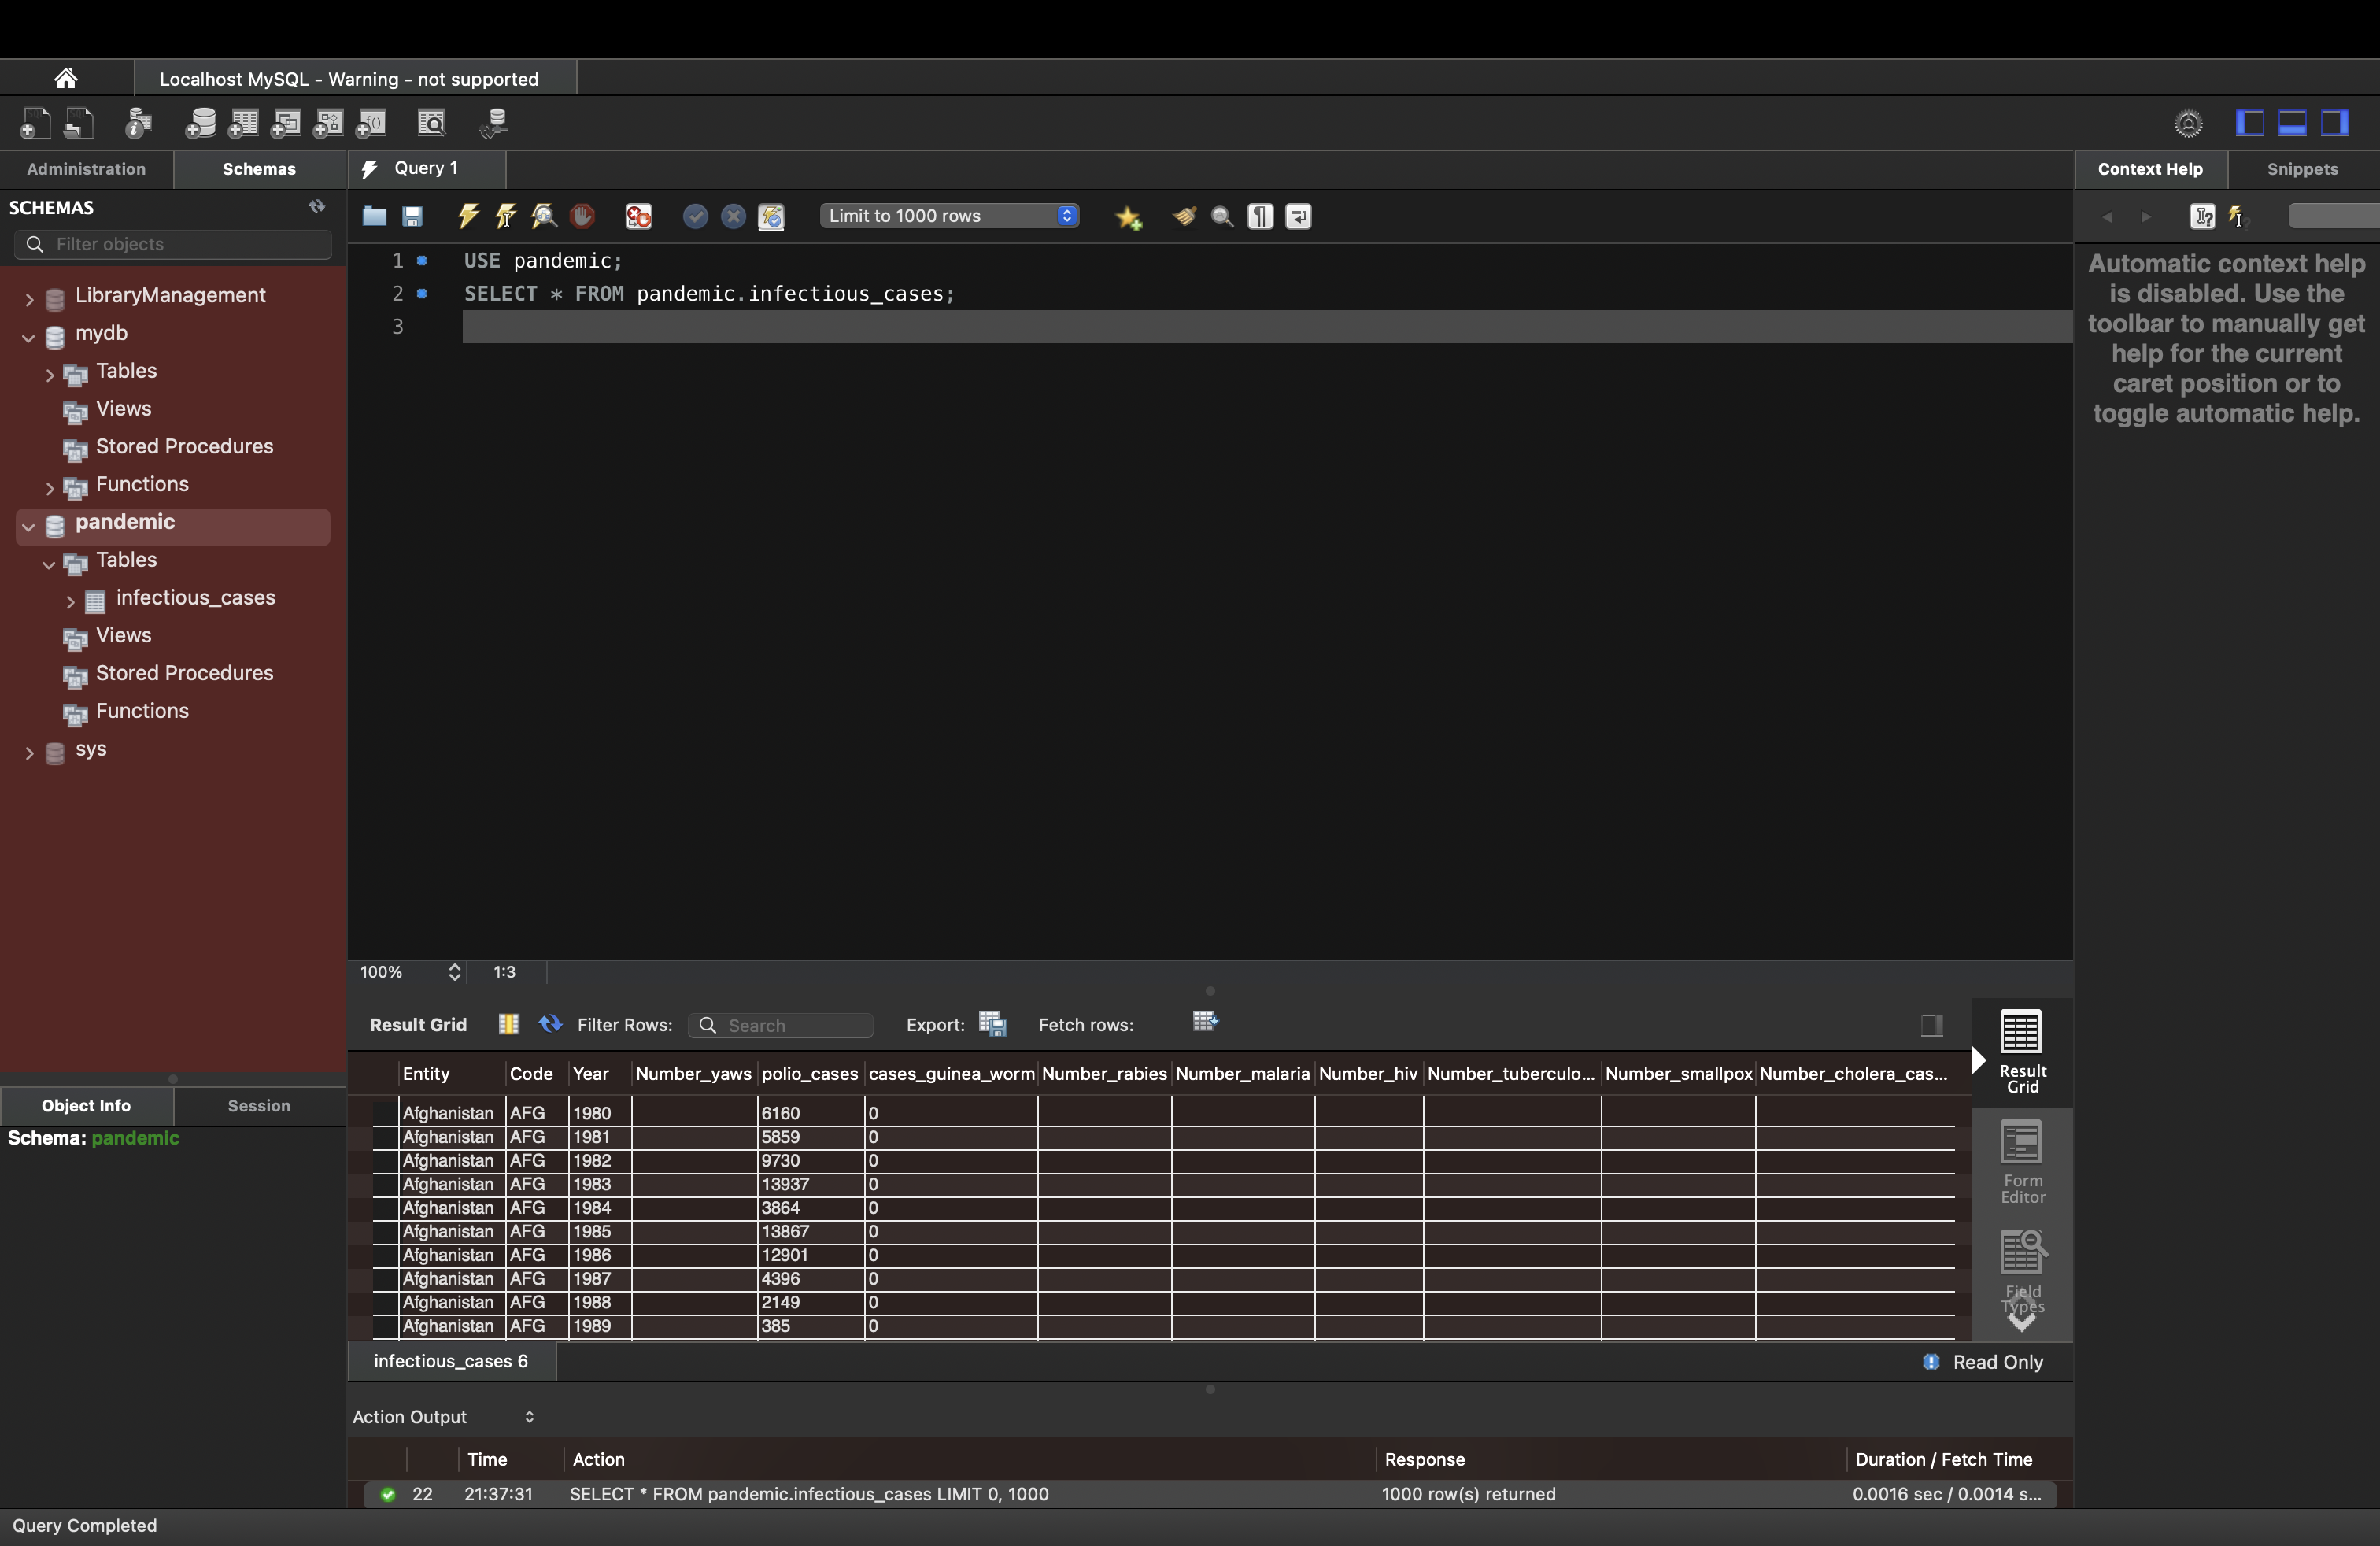 Localhost MySQL - Warning - not supported
Administration
Schemas
Query 1
Context Help
Snippets
SCHEMAS
Filter objects
Limit to 1000 rows
LibraryManagement
mydb
Tables
Views
Stored Procedures
Functions
pandemic
Tables
infectious_cases
Views
Stored Procedures
Functions
sys
1 USE pandemic;
2 SELECT * FROM pandemic.infectious_cases;
3
Automatic context help
is disabled. Use the
toolbar to manually get
help for the current
caret position or to
toggle automatic help.
100% 1:3
Result Grid Filter Rows: Search Export: Fetch rows:
Entity Code Year Number_yaws polio_cases cases_guinea_worm Number_rabies Number_malaria Number_hiv Number_tuberculo... Number_smallpox Number_cholera_cas...
Afghanistan AFG 1980 6160 0
Afghanistan AFG 1981 5859 0
Afghanistan AFG 1982 9730 0
Afghanistan AFG 1983 13937 0
Afghanistan AFG 1984 3864 0
Afghanistan AFG 1985 13867 0
Afghanistan AFG 1986 12901 0
Afghanistan AFG 1987 4396 0
Afghanistan AFG 1988 2149 0
Afghanistan AFG 1989 385 0
Result
Grid
Form
Editor
Field
Types
Object Info
Session
Schema: pandemic
infectious_cases 6
Read Only
Action Output
Time Action Response Duration / Fetch Time
22 21:37:31 SELECT * FROM pandemic.infectious_cases LIMIT 0, 1000 1000 row(s) returned 0.0016 sec / 0.0014 s...
Query Completed